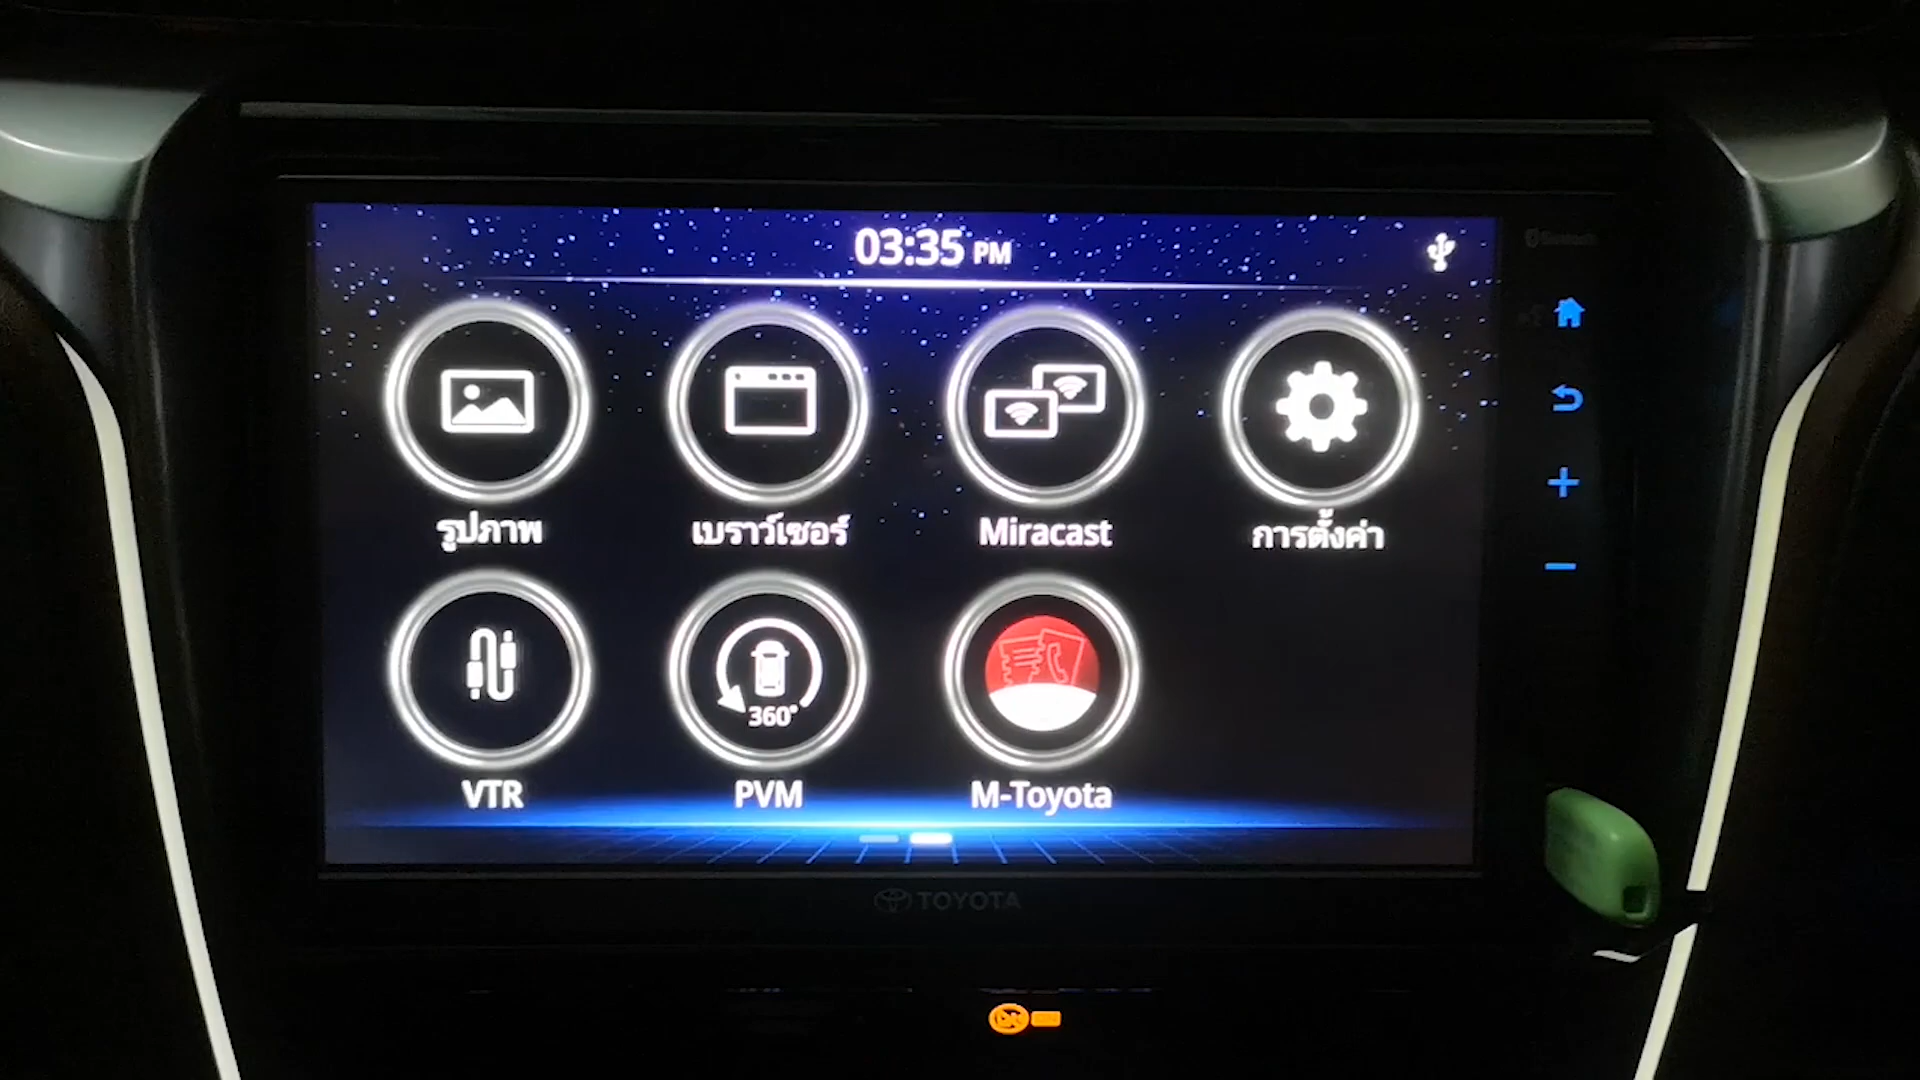 03:35 PM
รูปภาพ
เบราว์เซอร์
Miracast
การตั้งค่า
360°
VTR
PVM
M-Toyota
TOYOTA